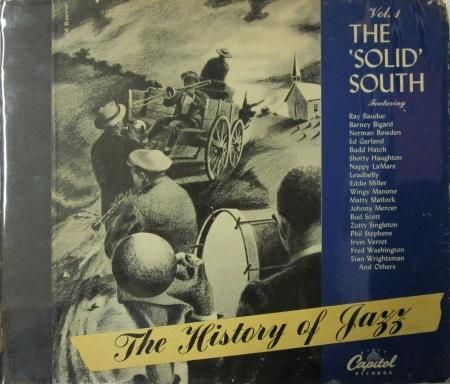 Vol. 1
THE
'SOLID'
SOUTH
Featuring
Ray Bauduc
Barney Bigard
Norman Bowden
Ed Garland
Budd Hatch
Shorty Haughton
Nappy LaMare
Leadbelly
Eddie Miller
Wingy Manone
Matty Matlock
Johnny Mercer
Bud Scott
Zutty Singleton
Phil Stephens
Irvin Verret
Fred Washington
Stan Wrightsman
And Others
The History of Jazz
Capitol
RECORDS